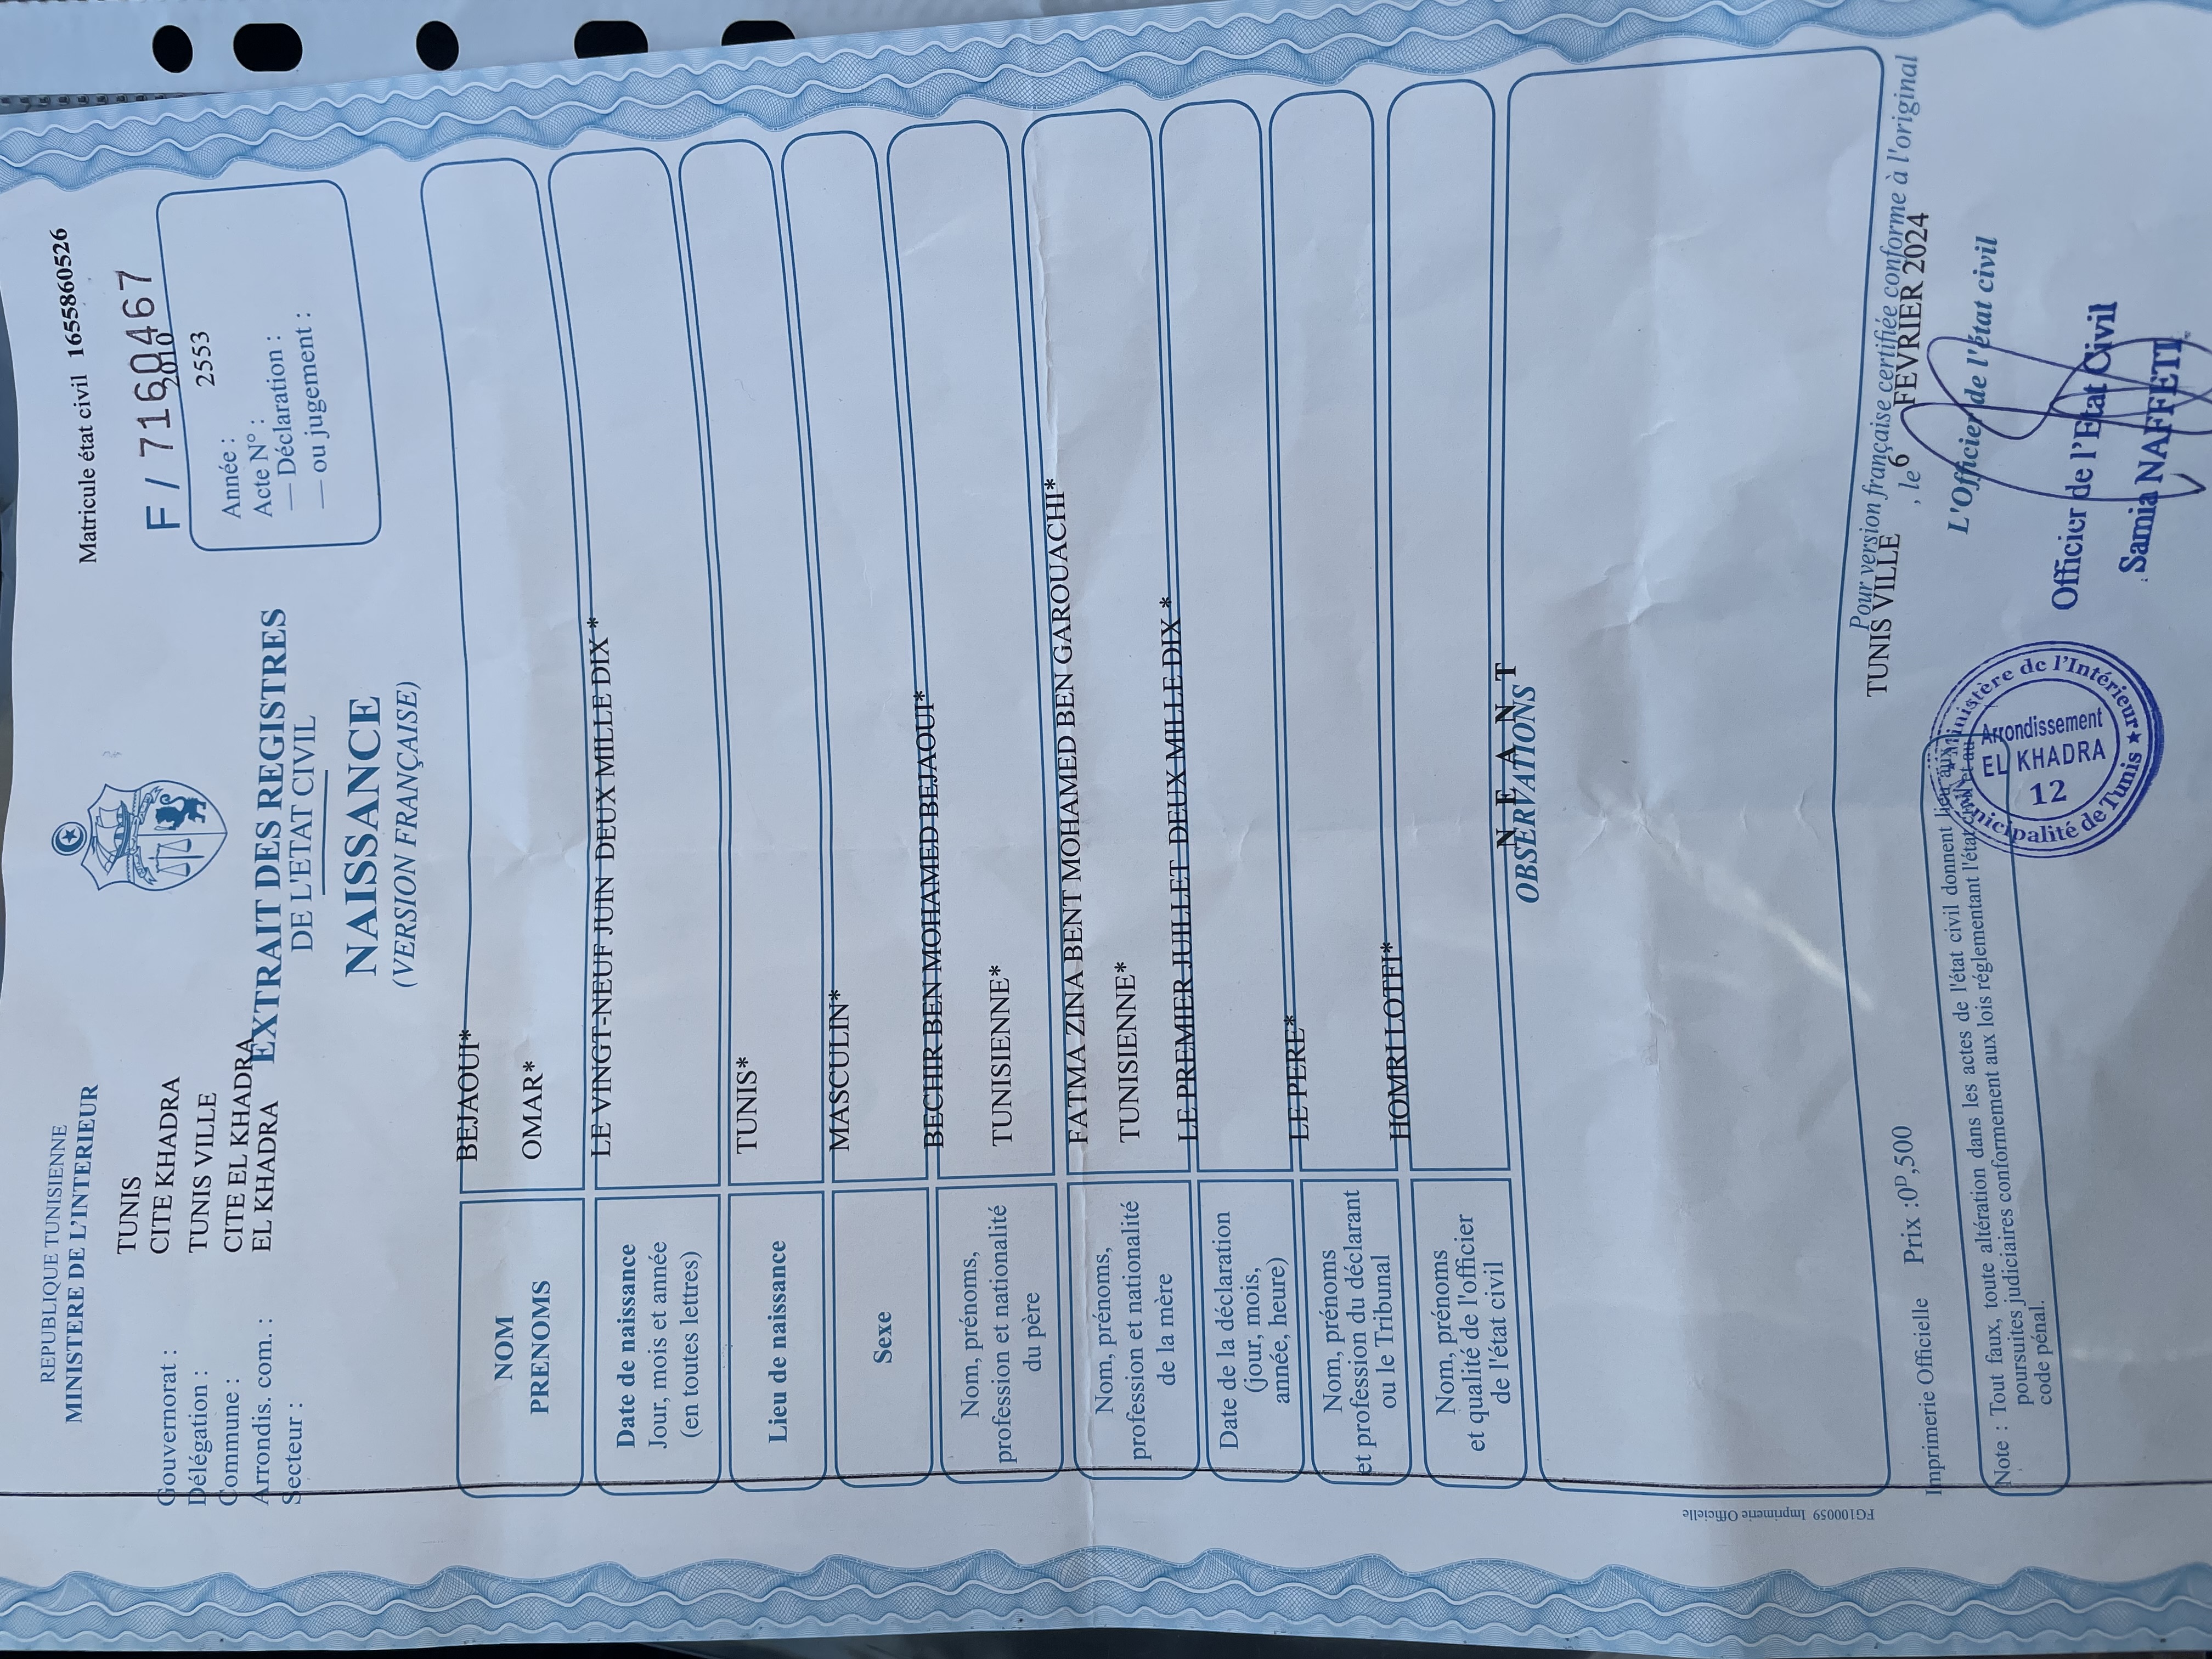 REPUBLIQUE TUNISIENNE
MINISTERE DE L'INTERIEUR
Matricule état civil 1655860526
F / 7160467
Gouvernorat : TUNIS
Délégation : CITE KHADRA
Commune : TUNIS VILLE
Arrondis. com. : CITE EL KHADRA
Secteur : EL KHADRA
Année : 2010
Acte N° : 2553
— Déclaration :
— ou jugement :
EXTRAIT DES REGISTRES
DE L'ETAT CIVIL
NAISSANCE
(VERSION FRANÇAISE)
NOM BEJAOUI*
PRENOMS OMAR*
Date de naissance
Jour, mois et année
(en toutes lettres)
LE VINGT-NEUF JUIN DEUX MILLE DIX *
Lieu de naissance TUNIS*
Sexe MASCULIN*
Nom, prénoms,
profession et nationalité
du père
BECHIR BEN MOHAMED BEJAOUI*
TUNISIENNE*
Nom, prénoms,
profession et nationalité
de la mère
FATMA ZINA BENT MOHAMED BEN GAROUACHI*
TUNISIENNE*
Date de la déclaration
(jour, mois,
année, heure)
LE PREMIER JUILLET DEUX MILLE DIX *
Nom, prénoms
et profession du déclarant
ou le Tribunal
LE PERE*
Nom, prénoms
et qualité de l'officier
de l'état civil
HOMRI LOTFI*
N E A N T
OBSERVATIONS
FG100059 Imprimerie Officielle
Pour version française certifiée conforme à l'original
TUNIS VILLE , le 6 FEVRIER 2024
L'Officier de l'état civil
Officier de l'Etat Civil
Samia NAFFETI
Imprimerie Officielle Prix :0ᴰ,500
Note : Tout faux, toute altération dans les actes de l'état civil donnent lieu aux
poursuites judiciaires conformement aux lois réglementant l'état civil et au
code pénal.
Ministère de l'Intérieur
Arrondissement
EL KHADRA
12
Municipalité de Tunis ★